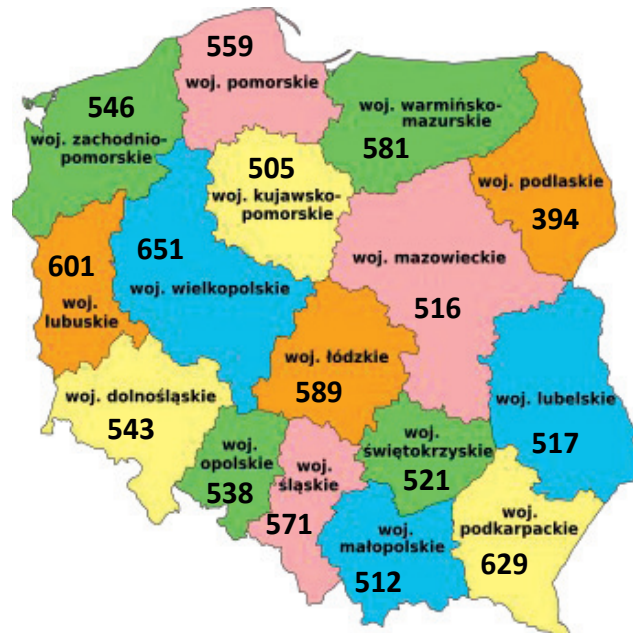 559
woj. pomorskie
546
woj. zachodnio-
pomorskie
woj. warmińsko-
mazurskie
581
505
woj. kujawsko-
pomorskie
woj. podlaskie
394
651
woj. wielkopolskie
601
woj.
lubuskie
woj. mazowieckie
516
woj. łódzkie
589
woj. dolnośląskie
543
woj. lubelskie
517
woj.
opolskie
538
woj.
śląskie
571
woj.
świętokrzyskie
521
woj.
małopolskie
512
woj.
podkarpackie
629